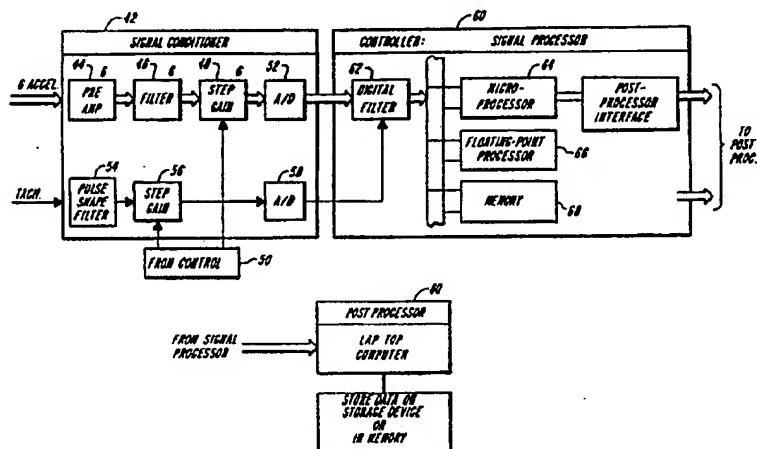 42
SIGNAL CONDITIONER
60
CONTROLLER: SIGNAL PROCESSOR
6 ACCEL.
44
6
PRE
AMP
46
6
FILTER
48
6
STEP
GAIN
52
A/D
62
DIGITAL
FILTER
64
MICRO-
PROCESSOR
POST-
PROCESSOR
INTERFACE
TO
POST
PROC.
FLOATING-POINT
PROCESSOR
66
MEMORY
68
TACH.
54
PULSE
SHAPE
FILTER
56
STEP
GAIN
58
A/D
FROM CONTROL
50
POST PROCESSOR
LAP TOP
COMPUTER
FROM SIGNAL
PROCESSOR
STORE DATA ON
STORAGE DEVICE
OR
IN MEMORY